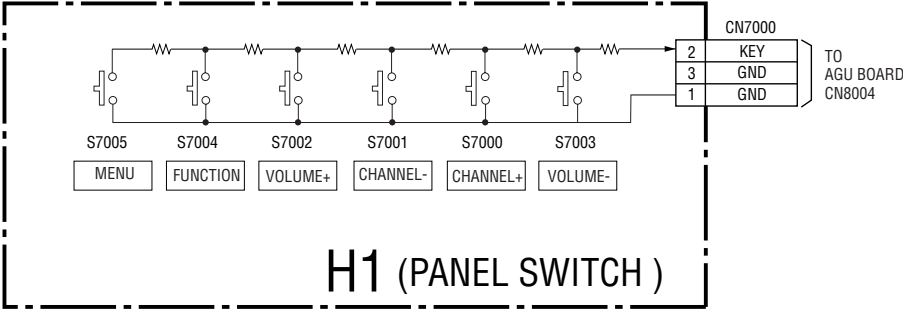 CN7000
2 KEY
3 GND
1 GND
TO
AGU BOARD
CN8004
S7005 S7004 S7002 S7001 S7000 S7003
MENU FUNCTION VOLUME+ CHANNEL- CHANNEL+ VOLUME-
H1 (PANEL SWITCH )